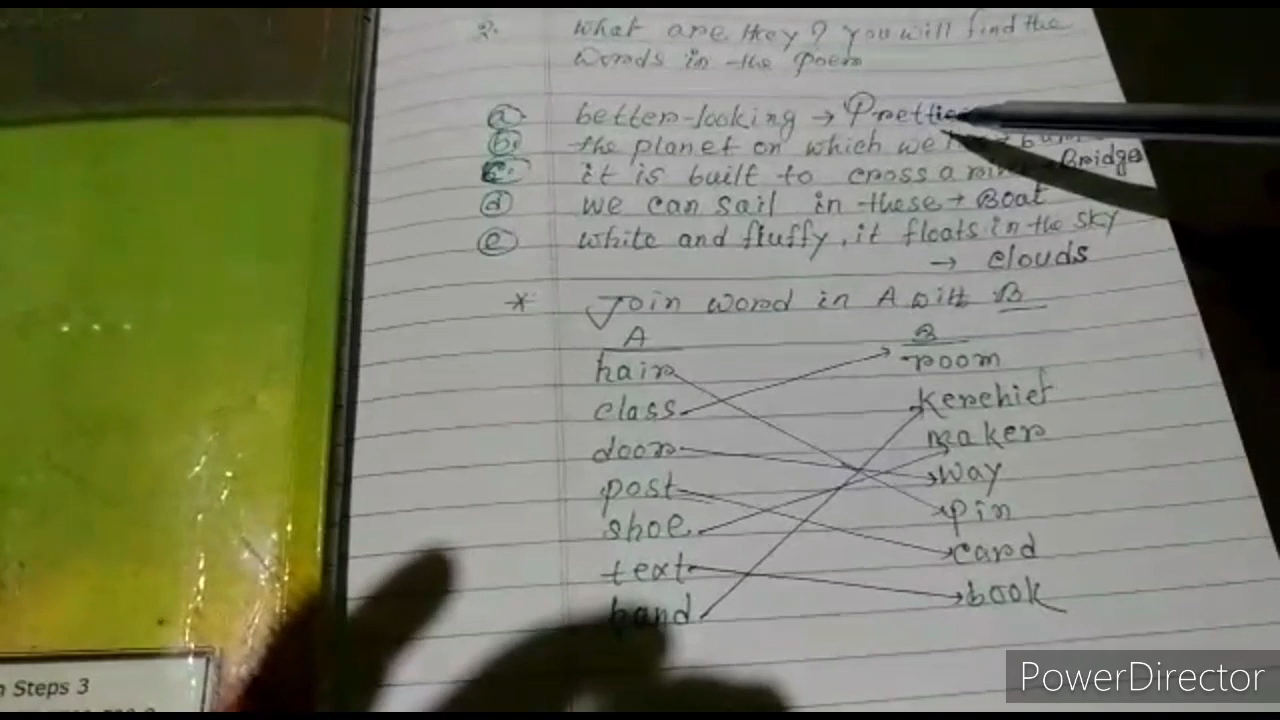 2. What are they? You will find the
words in the poem
a. better-looking → Prettie
b. the planet on which we
c. it is built to cross a Bridge
d we can sail in these → Boat
e white and fluffy, it floats in the sky
→ clouds
* Join word in A with B
A B
hair room
class Kerchief
door maker
post way
shoe pin
text card
hand book
Steps 3
PowerDirector